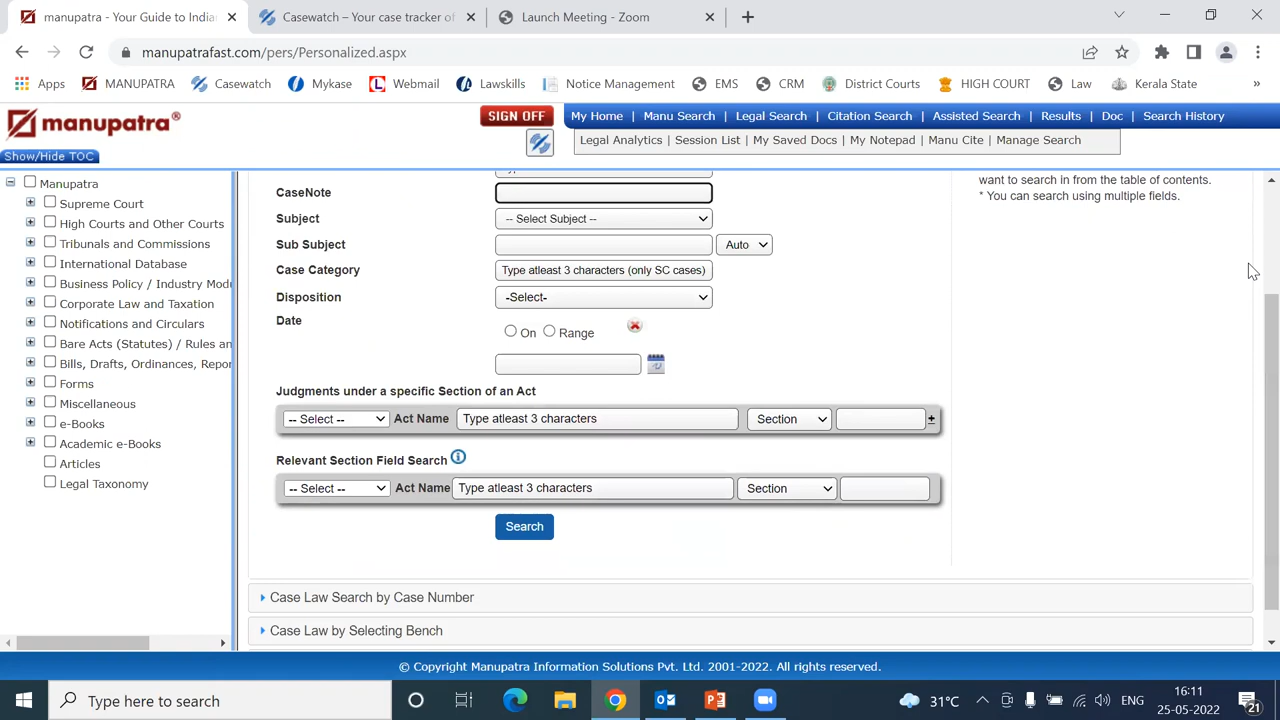 manupatra - Your Guide to Indian
Casewatch – Your case tracker of
Launch Meeting - Zoom
manupatrafast.com/pers/Personalized.aspx
Apps
MANUPATRA
Casewatch
Mykase
Webmail
Lawskills
Notice Management
EMS
CRM
District Courts
HIGH COURT
Law
Kerala State
»
manupatra®
SIGN OFF
My Home | Manu Search | Legal Search | Citation Search | Assisted Search | Results | Doc | Search History
Legal Analytics | Session List | My Saved Docs | My Notepad | Manu Cite | Manage Search
Show/Hide TOC
Manupatra
Supreme Court
High Courts and Other Courts
Tribunals and Commissions
International Database
Business Policy / Industry Modu
Corporate Law and Taxation
Notifications and Circulars
Bare Acts (Statutes) / Rules an
Bills, Drafts, Ordinances, Repor
Forms
Miscellaneous
e-Books
Academic e-Books
Articles
Legal Taxonomy
want to search in from the table of contents.
* You can search using multiple fields.
CaseNote
Subject -- Select Subject --
Sub Subject Auto
Case Category Type atleast 3 characters (only SC cases)
Disposition -Select-
Date
On Range
Judgments under a specific Section of an Act
-- Select -- Act Name Type atleast 3 characters Section ±
Relevant Section Field Search
-- Select -- Act Name Type atleast 3 characters Section
Search
Case Law Search by Case Number
Case Law by Selecting Bench
© Copyright Manupatra Information Solutions Pvt. Ltd. 2001-2022. All rights reserved.
Type here to search
31°C
ENG
16:11
25-05-2022
21